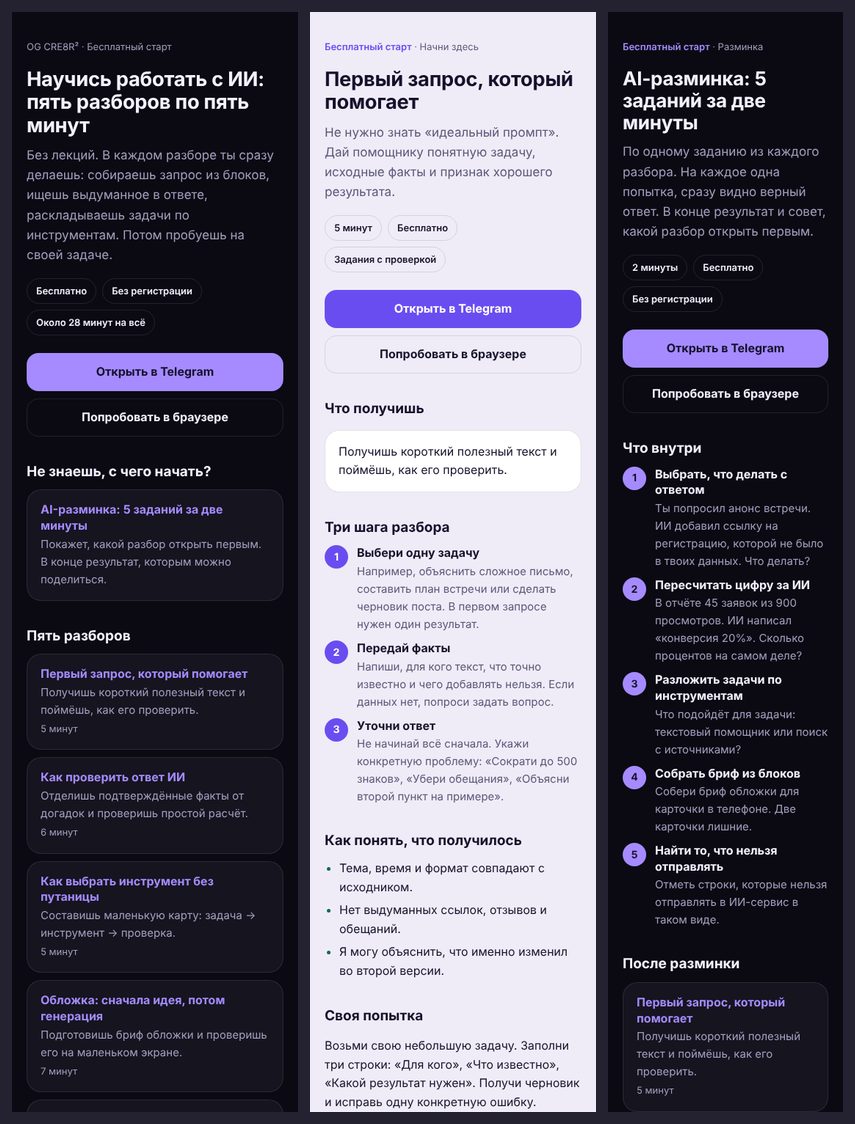 OG CRE8R² · Бесплатный старт
Научись работать с ИИ:
пять разборов по пять
минут
Без лекций. В каждом разборе ты сразу
делаешь: собираешь запрос из блоков,
ищешь выдуманное в ответе,
раскладываешь задачи по
инструментам. Потом пробуешь на
своей задаче.
Бесплатно
Без регистрации
Около 28 минут на всё
Открыть в Telegram
Попробовать в браузере
Не знаешь, с чего начать?
AI-разминка: 5 заданий за две
минуты
Покажет, какой разбор открыть первым.
В конце результат, которым можно
поделиться.
Пять разборов
Первый запрос, который помогает
Получишь короткий полезный текст и
поймёшь, как его проверить.
5 минут
Как проверить ответ ИИ
Отделишь подтверждённые факты от
догадок и проверишь простой расчёт.
6 минут
Как выбрать инструмент без
путаницы
Составишь маленькую карту: задача →
инструмент → проверка.
5 минут
Обложка: сначала идея, потом
генерация
Подготовишь бриф обложки и проверишь
его на маленьком экране.
7 минут
Бесплатный старт · Начни здесь
Первый запрос, который
помогает
Не нужно знать «идеальный промпт».
Дай помощнику понятную задачу,
исходные факты и признак хорошего
результата.
5 минут
Бесплатно
Задания с проверкой
Открыть в Telegram
Попробовать в браузере
Что получишь
Получишь короткий полезный текст и
поймёшь, как его проверить.
Три шага разбора
1 Выбери одну задачу
Например, объяснить сложное письмо,
составить план встречи или сделать
черновик поста. В первом запросе
нужен один результат.
2 Передай факты
Напиши, для кого текст, что точно
известно и чего добавлять нельзя. Если
данных нет, попроси задать вопрос.
3 Уточни ответ
Не начинай всё сначала. Укажи
конкретную проблему: «Сократи до 500
знаков», «Убери обещания», «Объясни
второй пункт на примере».
Как понять, что получилось
• Тема, время и формат совпадают с
исходником.
• Нет выдуманных ссылок, отзывов и
обещаний.
• Я могу объяснить, что именно изменил
во второй версии.
Своя попытка
Возьми свою небольшую задачу. Заполни
три строки: «Для кого», «Что известно»,
«Какой результат нужен». Получи черновик
и исправь одну конкретную ошибку.
Бесплатный старт · Разминка
AI-разминка: 5
заданий за две
минуты
По одному заданию из каждого
разбора. На каждое одна
попытка, сразу видно верный
ответ. В конце результат и совет,
какой разбор открыть первым.
2 минуты
Бесплатно
Без регистрации
Открыть в Telegram
Попробовать в браузере
Что внутри
1 Выбрать, что делать с
ответом
Ты попросил анонс встречи.
ИИ добавил ссылку на
регистрацию, которой не было
в твоих данных. Что делать?
2 Пересчитать цифру за ИИ
В отчёте 45 заявок из 900
просмотров. ИИ написал
«конверсия 20%». Сколько
процентов на самом деле?
3 Разложить задачи по
инструментам
Что подойдёт для задачи:
текстовый помощник или поиск
с источниками?
4 Собрать бриф из блоков
Собери бриф обложки для
карточки в телефоне. Две
карточки лишние.
5 Найти то, что нельзя
отправлять
Отметь строки, которые нельзя
отправлять в ИИ-сервис в
таком виде.
После разминки
Первый запрос, который
помогает
Получишь короткий полезный
текст и поймёшь, как его
проверить.
5 минут